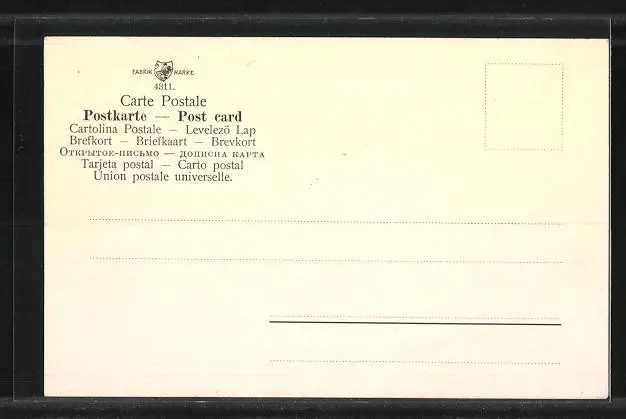 FABRIK MARKE.
4311.
Carte Postale
Postkarte — Post card
Cartolina Postale – Levelező Lap
Brefkort – Briefkaart – Brevkort
Открытое-письмо — дописна карта
Tarjeta postal – Carto postal
Union postale universelle.